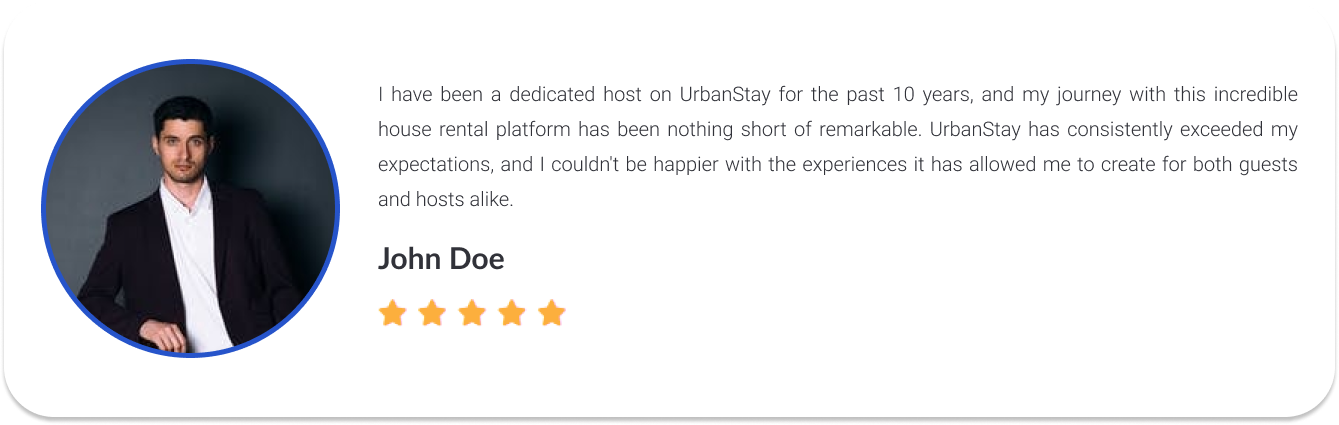 I have been a dedicated host on UrbanStay for the past 10 years, and my journey with this incredible
house rental platform has been nothing short of remarkable. UrbanStay has consistently exceeded my
expectations, and I couldn't be happier with the experiences it has allowed me to create for both guests
and hosts alike.
John Doe